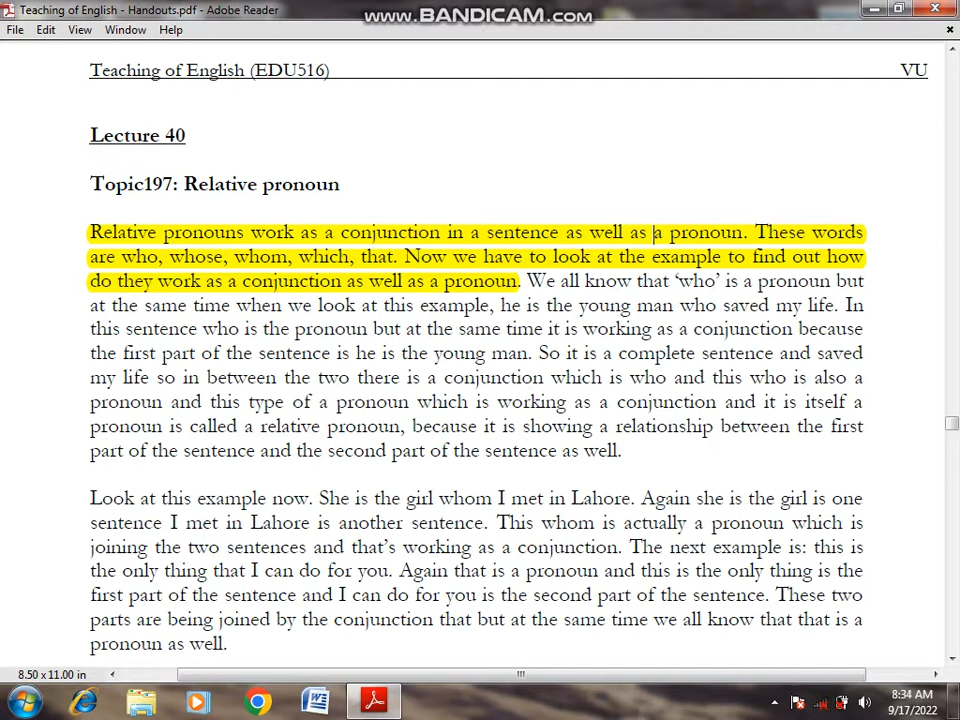 Teaching of English - Handouts.pdf - Adobe Reader
www.BANDICAM.com
File Edit View Window Help
Teaching of English (EDU516) VU
Lecture 40
Topic197: Relative pronoun
Relative pronouns work as a conjunction in a sentence as well as a pronoun. These words
are who, whose, whom, which, that. Now we have to look at the example to find out how
do they work as a conjunction as well as a pronoun. We all know that ‘who’ is a pronoun but
at the same time when we look at this example, he is the young man who saved my life. In
this sentence who is the pronoun but at the same time it is working as a conjunction because
the first part of the sentence is he is the young man. So it is a complete sentence and saved
my life so in between the two there is a conjunction which is who and this who is also a
pronoun and this type of a pronoun which is working as a conjunction and it is itself a
pronoun is called a relative pronoun, because it is showing a relationship between the first
part of the sentence and the second part of the sentence as well.
Look at this example now. She is the girl whom I met in Lahore. Again she is the girl is one
sentence I met in Lahore is another sentence. This whom is actually a pronoun which is
joining the two sentences and that’s working as a conjunction. The next example is: this is
the only thing that I can do for you. Again that is a pronoun and this is the only thing is the
first part of the sentence and I can do for you is the second part of the sentence. These two
parts are being joined by the conjunction that but at the same time we all know that that is a
pronoun as well.
8.50 x 11.00 in
8:34 AM
9/17/2022